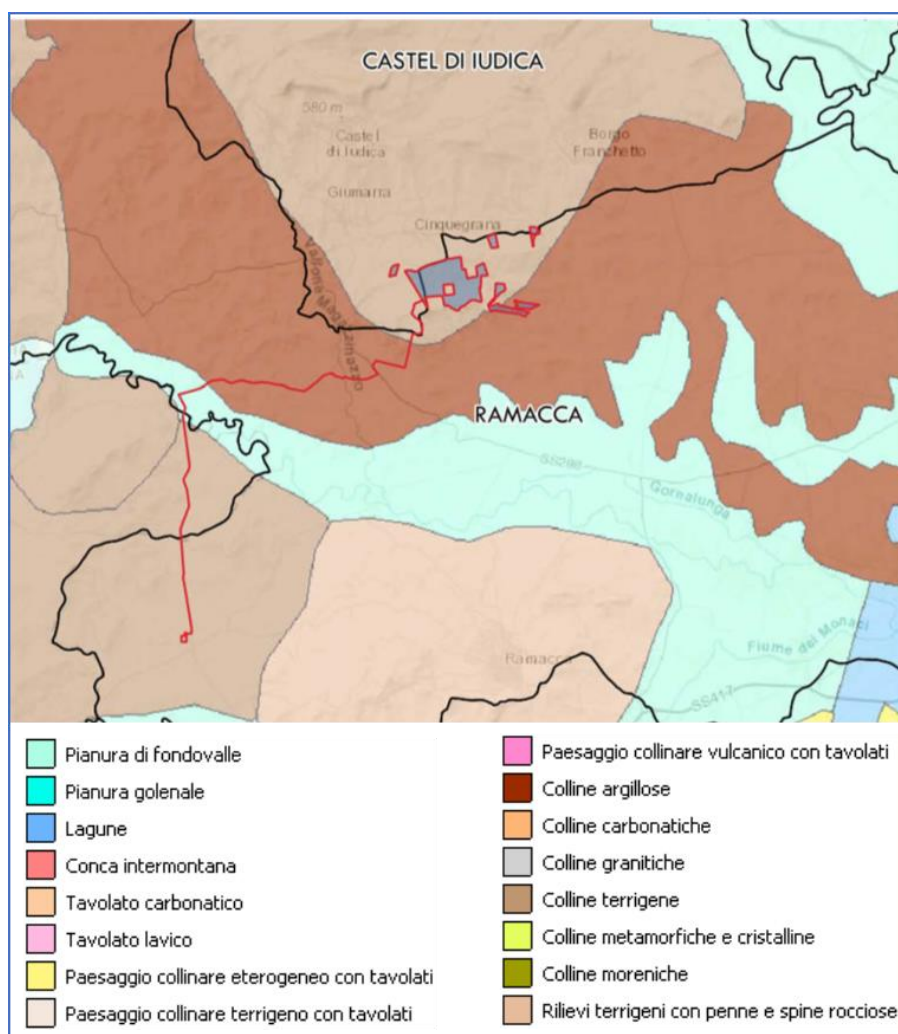 CASTEL DI IUDICA
580 m
Castel
di Iudica
Borgo
Franchetto
Giumarra
Cinquegrana
Vallona Magazzinazzo
RAMACCA
SS288
Gornalunga
Fiume dei Monaci
Ramacca
SS417
Pianura di fondovalle
Pianura golenale
Lagune
Conca intermontana
Tavolato carbonatico
Tavolato lavico
Paesaggio collinare eterogeneo con tavolati
Paesaggio collinare terrigeno con tavolati
Paesaggio collinare vulcanico con tavolati
Colline argillose
Colline carbonatiche
Colline granitiche
Colline terrigene
Colline metamorfiche e cristalline
Colline moreniche
Rilievi terrigeni con penne e spine rocciose